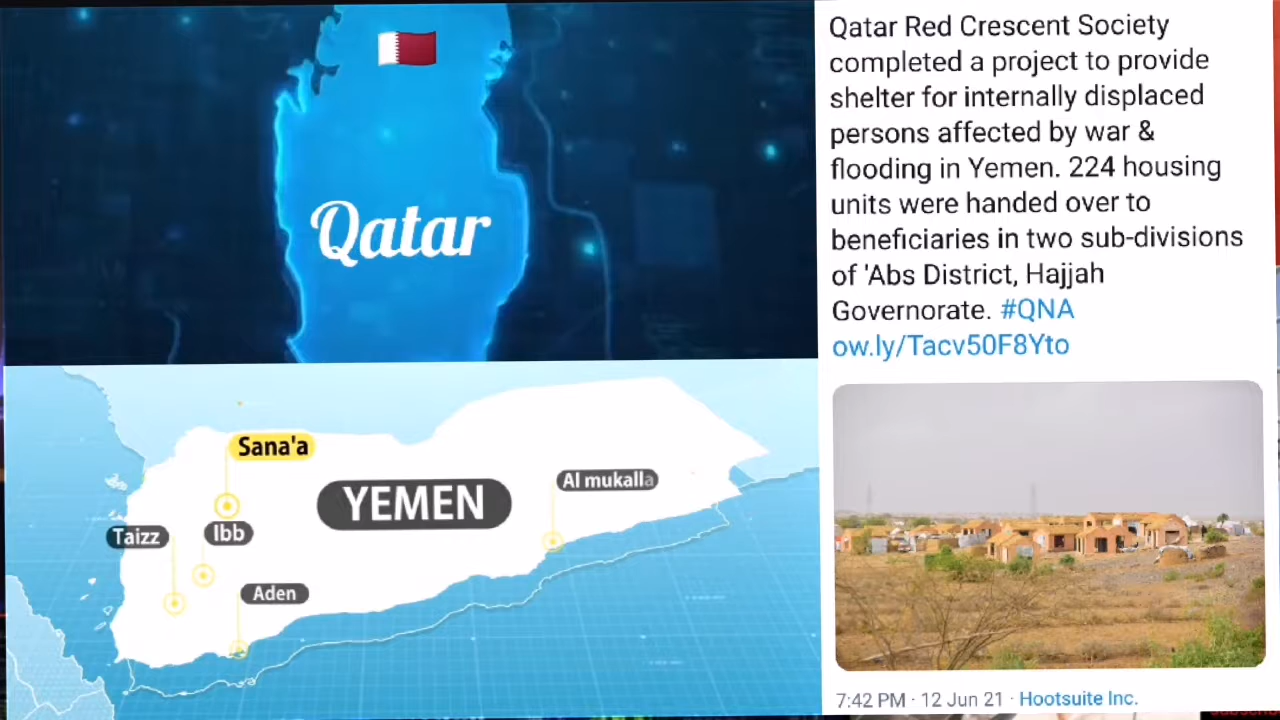 Qatar
Sana'a
YEMEN
Al mukalla
Taizz
Ibb
Aden
Qatar Red Crescent Society
completed a project to provide
shelter for internally displaced
persons affected by war &
flooding in Yemen. 224 housing
units were handed over to
beneficiaries in two sub-divisions
of 'Abs District, Hajjah
Governorate. #QNA
ow.ly/Tacv50F8Yto
7:42 PM · 12 Jun 21 · Hootsuite Inc.